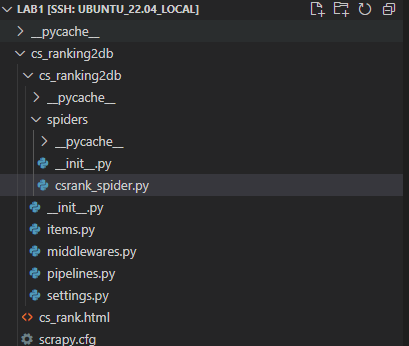 LAB1 [SSH: UBUNTU_22.04_LOCAL]
__pycache__
cs_ranking2db
cs_ranking2db
__pycache__
spiders
__pycache__
__init__.py
csrank_spider.py
__init__.py
items.py
middlewares.py
pipelines.py
settings.py
cs_rank.html
scrapy.cfg